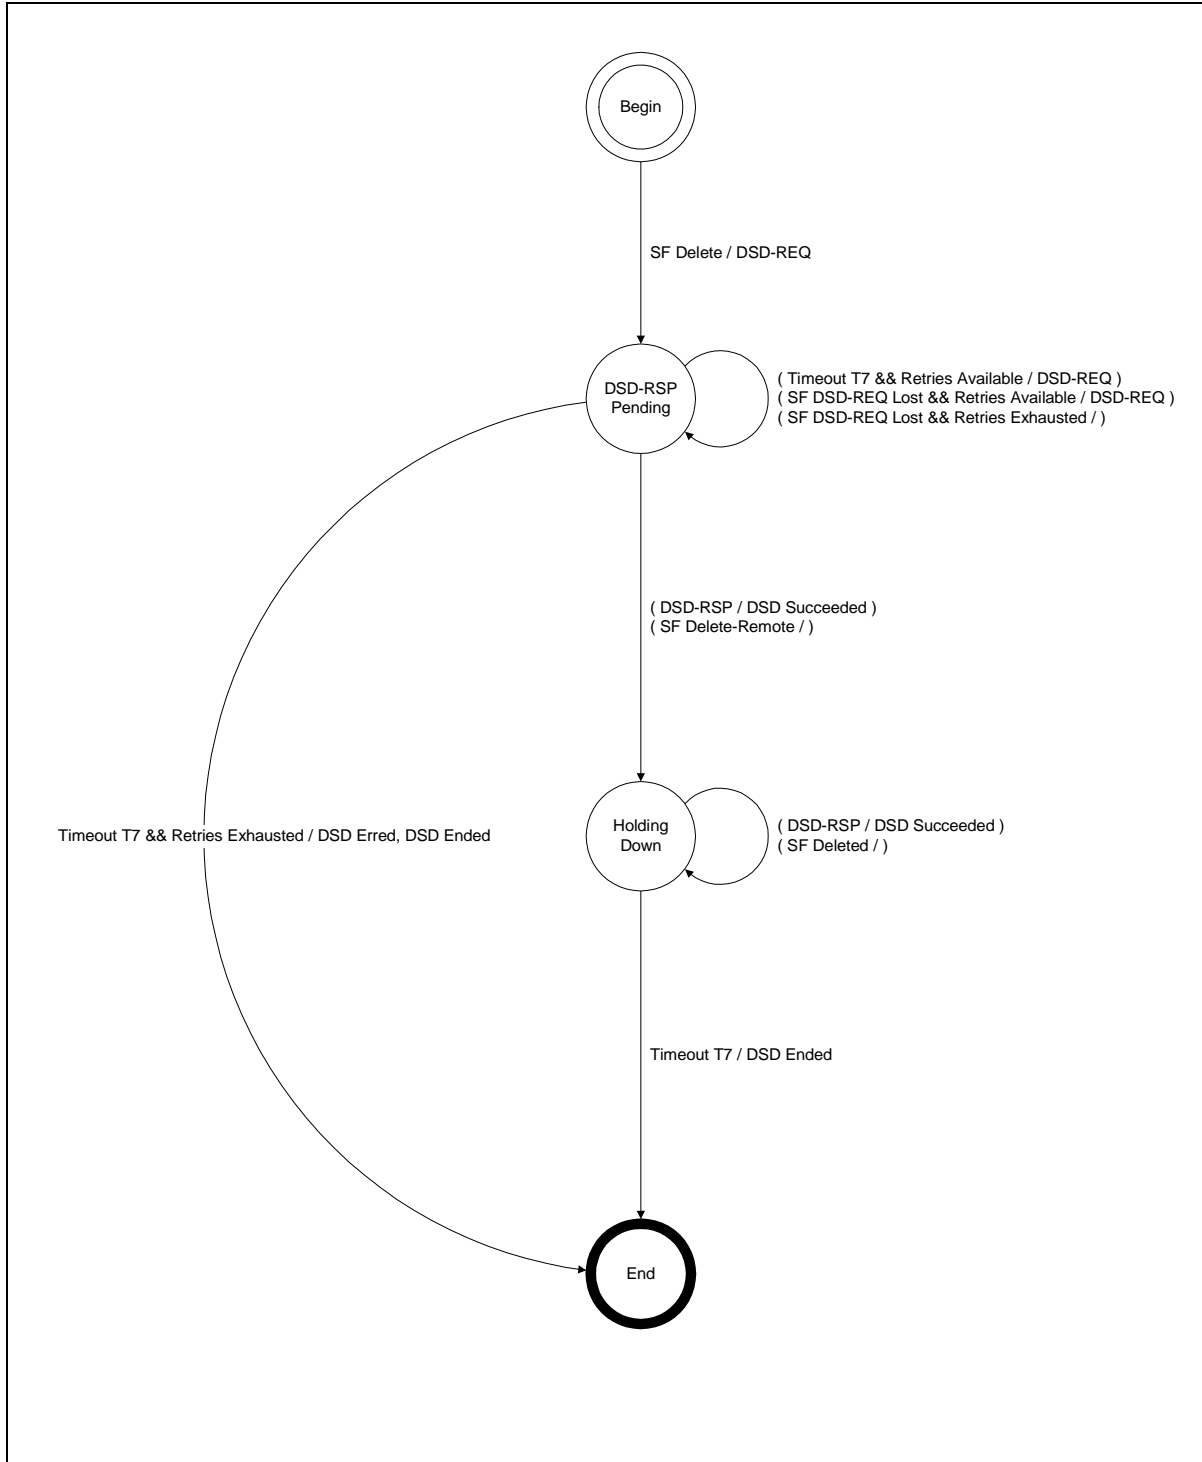 Begin
SF Delete / DSD-REQ
DSD-RSP
Pending
( Timeout T7 && Retries Available / DSD-REQ )
( SF DSD-REQ Lost && Retries Available / DSD-REQ )
( SF DSD-REQ Lost && Retries Exhausted / )
( DSD-RSP / DSD Succeeded )
( SF Delete-Remote / )
Timeout T7 && Retries Exhausted / DSD Erred, DSD Ended
Holding
Down
( DSD-RSP / DSD Succeeded )
( SF Deleted / )
Timeout T7 / DSD Ended
End